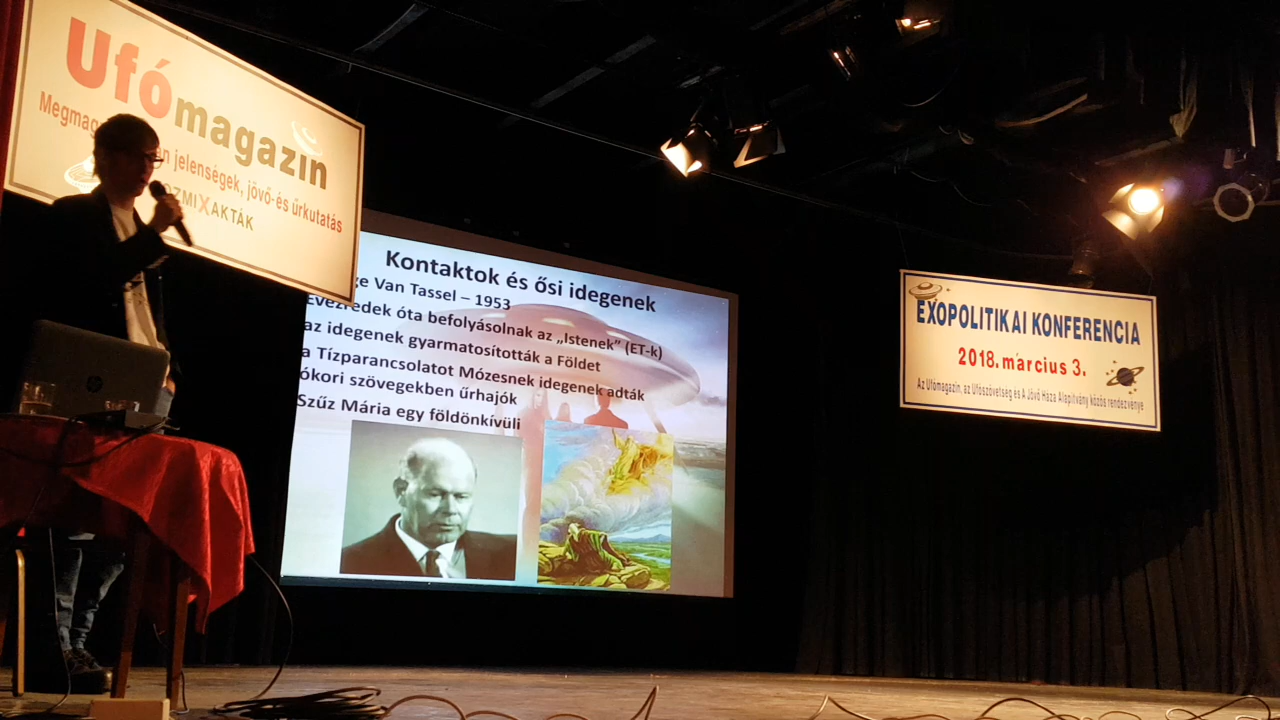 Ufómagazin
jelenségek, jövő-és űrkutatás
AKTÁK
Kontaktok és ősi idegenek
Van Tassel – 1953
Évezredek óta befolyásolnak az „Istenek” (ET-k)
az idegenek gyarmatosították a Földet
a Tízparancsolatot Mózesnek idegenek adták
ókori szövegekben űrhajók
Szűz Mária egy földönkívüli
EXOPOLITIKAI KONFERENCIA
2018. március 3.
Az Ufómagazin, az Ufószövetség és A Jövő Háza Alapítvány közös rendezvénye